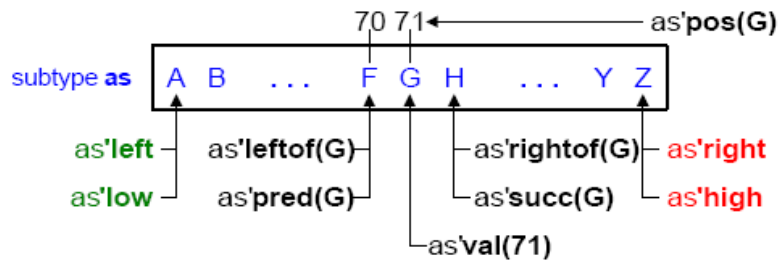 70 71 as'pos(G)
subtype as A B ... F G H ... Y Z
as'left as'leftof(G) as'rightof(G) as'right
as'low as'pred(G) as'succ(G) as'high
as'val(71)